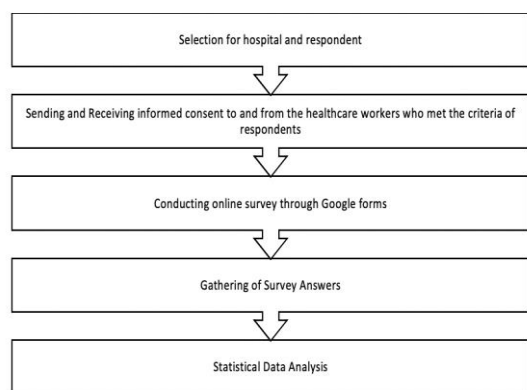 Selection for hospital and respondent
Sending and Receiving informed consent to and from the healthcare workers who met the criteria of
respondents
Conducting online survey through Google forms
Gathering of Survey Answers
Statistical Data Analysis